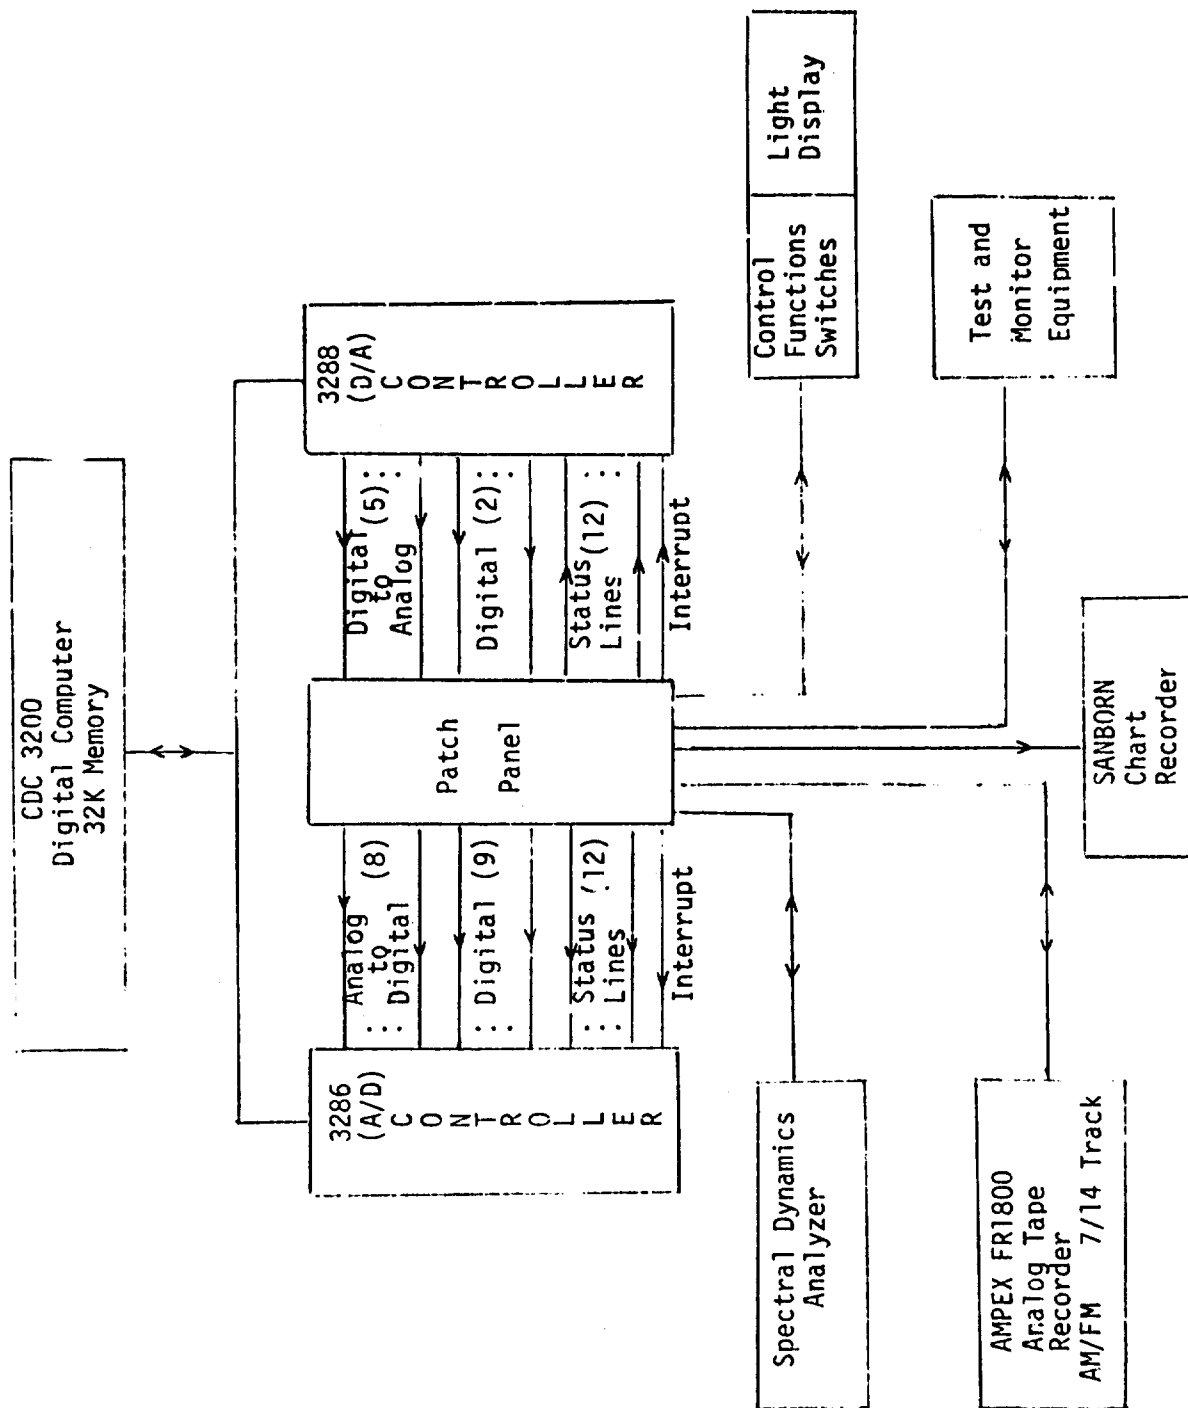 CDC 3200
Digital Computer
32K Memory
3286
(A/D)
C
O
N
T
R
O
L
L
E
R
Analog
to (8)
: Digital
: Digital (9)
:
: Status (12)
: Lines
Interrupt
Patch
Panel
Digital
to (5):
Analog :
Digital (2):
:
Status (12) :
Lines :
Interrupt
3288
(D/A)
C
O
N
T
R
O
L
L
E
R
Spectral Dynamics
Analyzer
AMPEX FR1800
Analog Tape
Recorder
AM/FM 7/14 Track
SANBORN
Chart
Recorder
Control
Functions
Switches
Light
Display
Test and
Monitor
Equipment